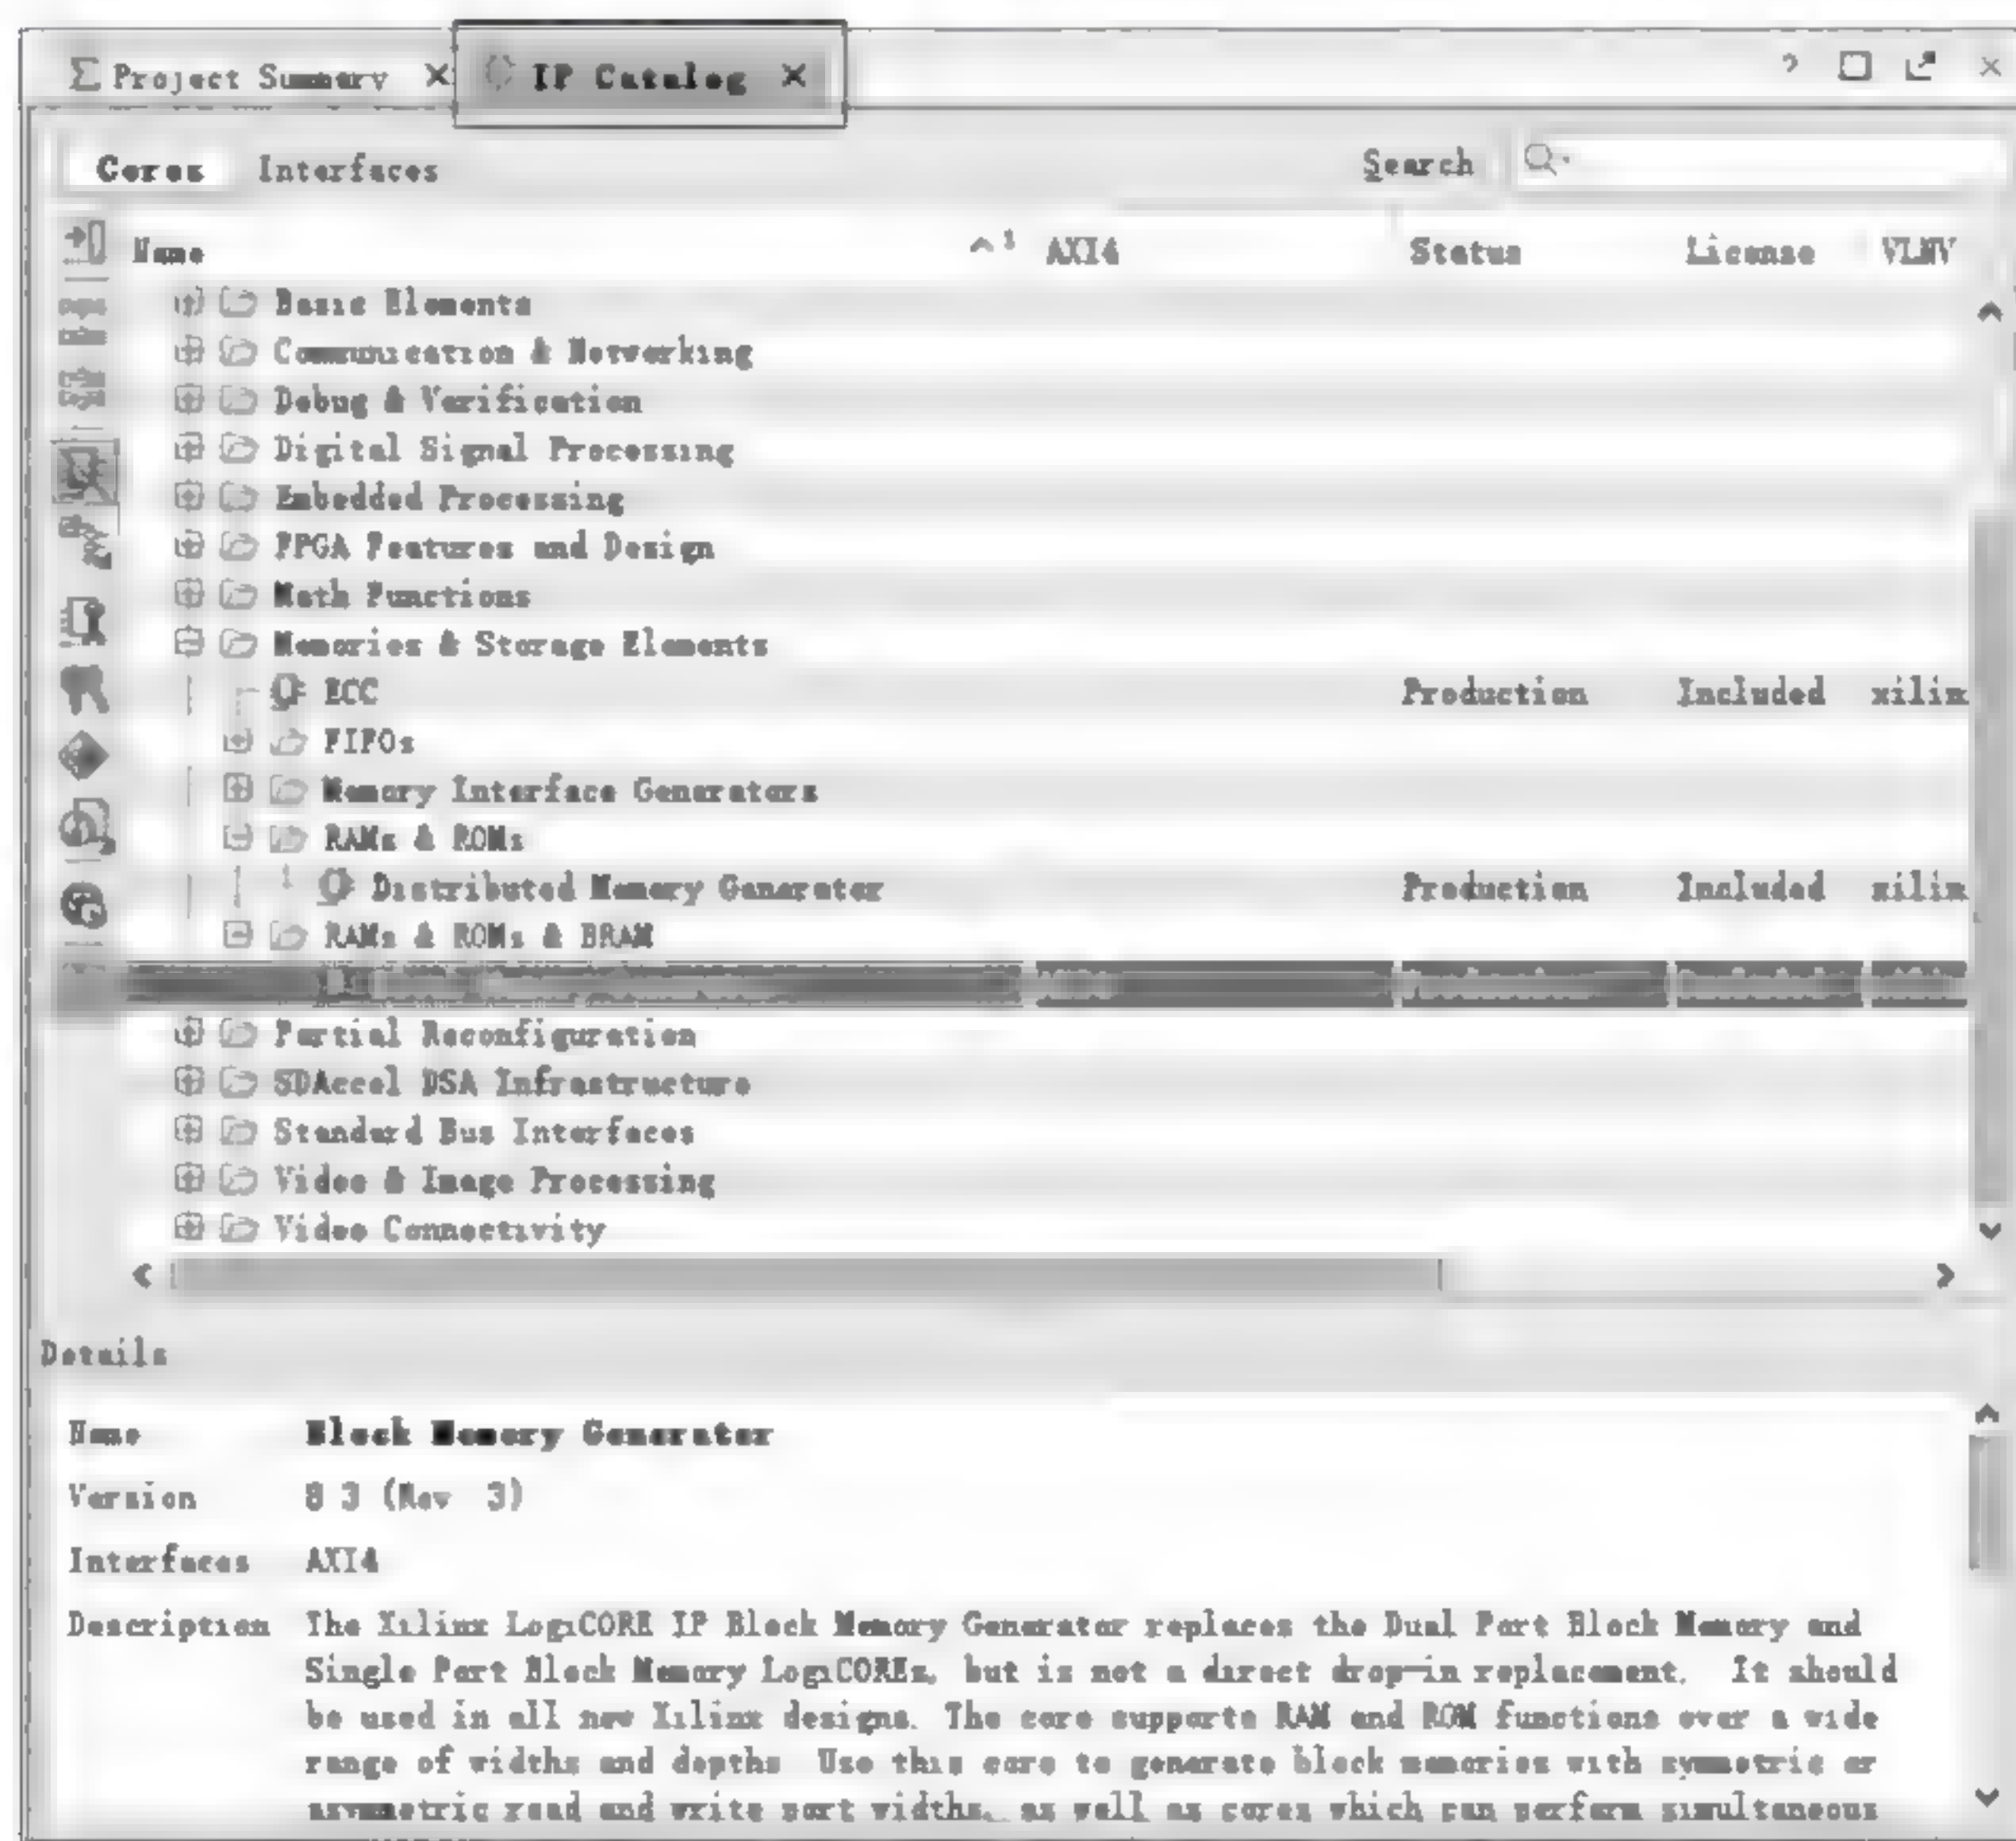 Project Summary
IP Catalog
Cores Interfaces Search
Name 1 AXI4 Status License VLNV
Basic Elements
Communication & Networking
Debug & Verification
Digital Signal Processing
Embedded Processing
FPGA Features and Design
Math Functions
Memories & Storage Elements
ECC Production Included xilin
FIFOs
Memory Interface Generators
RAMs & ROMs
Distributed Memory Generator Production Included xilin
RAMs & ROMs & BRAM
Partial Reconfiguration
SDAccel DSA Infrastructure
Standard Bus Interfaces
Video & Image Processing
Video Connectivity
Details
Name Block Memory Generator
Version 8 3 (Rev 3)
Interfaces AXI4
Description The Xilinx LogiCORE IP Block Memory Generator replaces the Dual Port Block Memory and
Single Port Block Memory LogiCOREs, but is not a direct drop-in replacement. It should
be used in all new Xilinx designs. The core supports RAM and ROM functions over a wide
range of widths and depths Use this core to generate block memories with symmetric or
asymmetric read and write port widths, as well as cores which can perform simultaneous